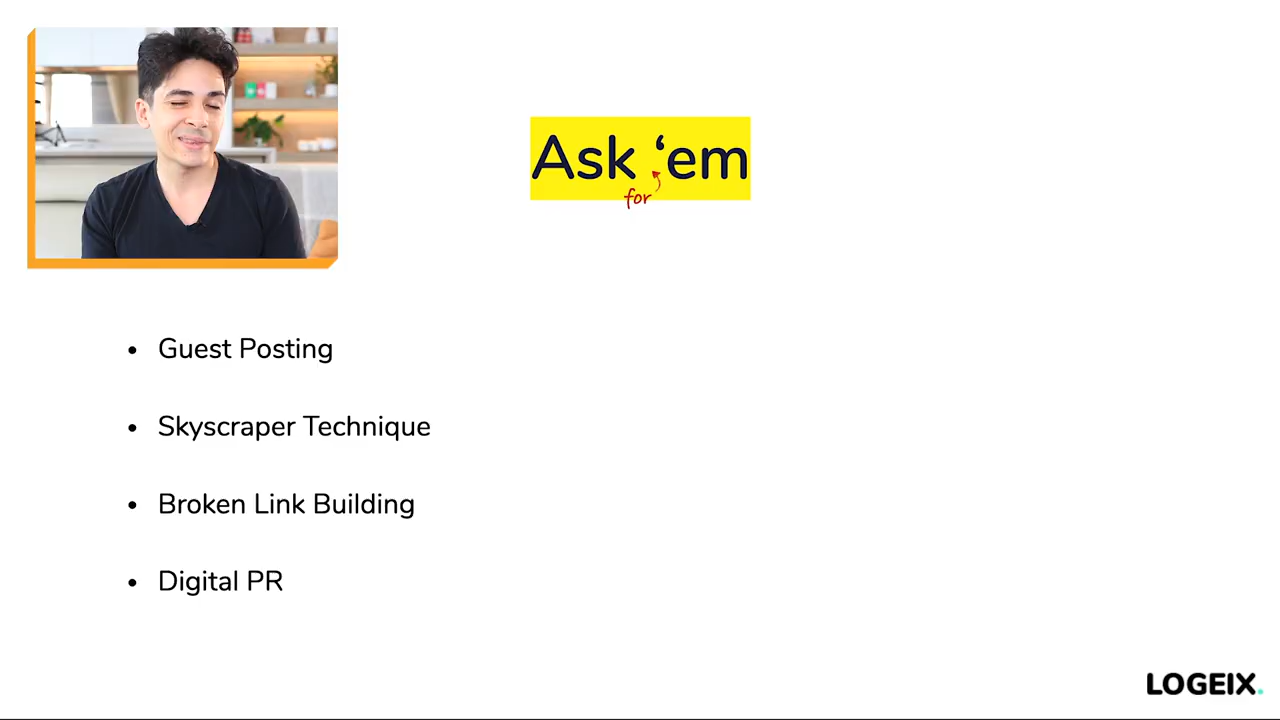 Ask ‘em
for
• Guest Posting
• Skyscraper Technique
• Broken Link Building
• Digital PR
LOGEIX.